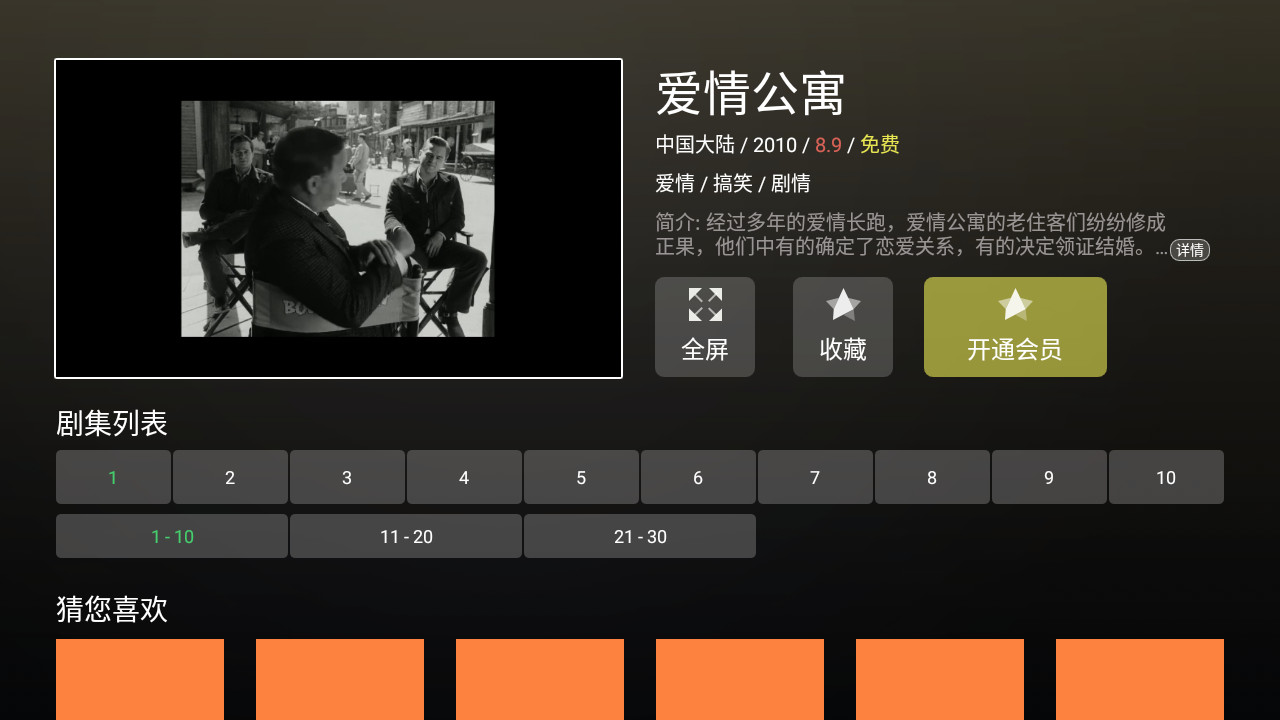 爱情公寓
中国大陆 / 2010 / 8.9 / 免费
爱情 / 搞笑 / 剧情
简介: 经过多年的爱情长跑，爱情公寓的老住客们纷纷修成
正果，他们中有的确定了恋爱关系，有的决定领证结婚。... 详情
全屏 收藏 开通会员
剧集列表
1 2 3 4 5 6 7 8 9 10
1 - 10 11 - 20 21 - 30
猜您喜欢